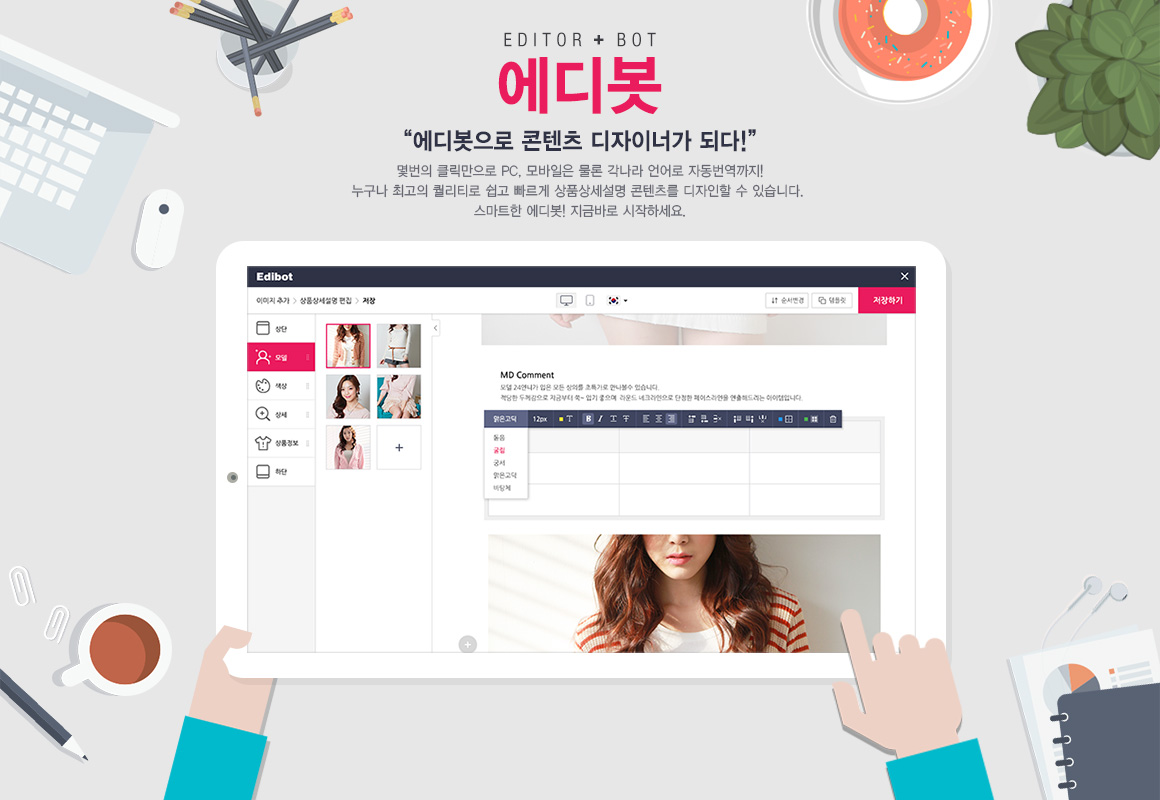 EDITOR + BOT
에디봇
“에디봇으로 콘텐츠 디자이너가 되다!”
몇번의 클릭만으로 PC, 모바일은 물론 각나라 언어로 자동번역까지!
누구나 최고의 퀄리티로 쉽고 빠르게 상품상세설명 콘텐츠를 디자인할 수 있습니다.
스마트한 에디봇! 지금바로 시작하세요.
Edibot
이미지 추가 > 상품상세설명 편집 > 저장
순서변경
템플릿
저장하기
상단
모델
색상
상세
상품정보
하단
MD Comment
모델 24언니가 입은 모든 상의를 초특가로 만나볼수 있습니다.
적당한 두께감으로 지금부터 쭉~ 입기 좋으며 라운드 네크라인으로 단정한 페이스라인을 연출해드리는 아이템입니다.
맑은고딕 12px B I T T
돋움
굴림
궁서
맑은고딕
바탕체